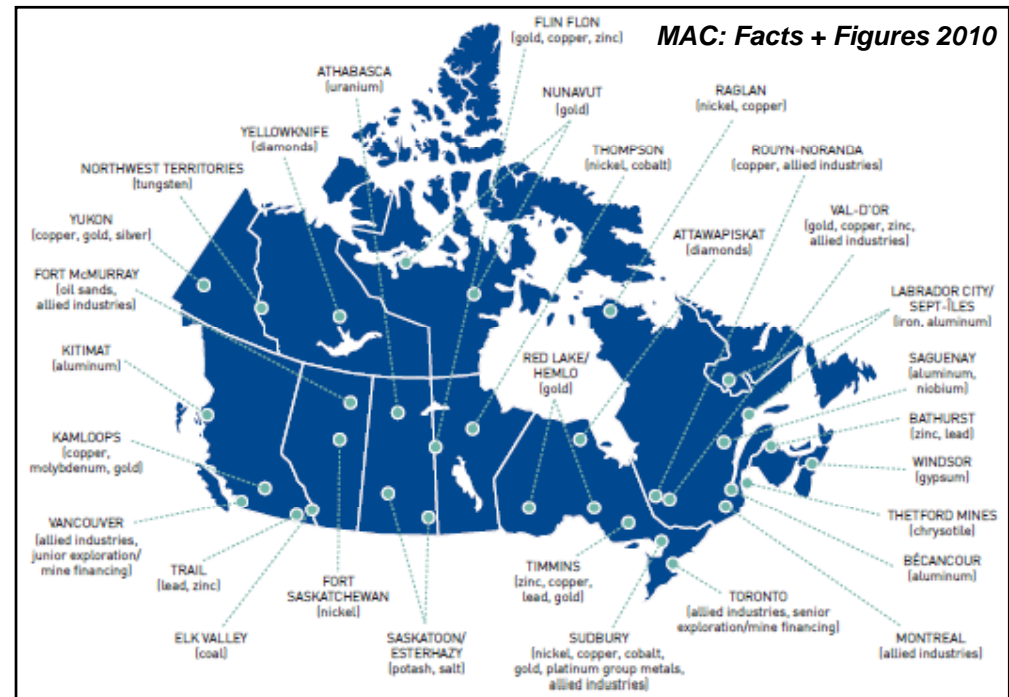 MAC: Facts + Figures 2010
FLIN FLON
(gold, copper, zinc)
ATHABASCA
(uranium)
NUNAVUT
(gold)
RAGLAN
(nickel, copper)
YELLOWKNIFE
(diamonds)
THOMPSON
(nickel, cobalt)
ROUYN-NORANDA
(copper, allied industries)
NORTHWEST TERRITORIES
(tungsten)
VAL-D'OR
(gold, copper, zinc,
allied industries)
YUKON
(copper, gold, silver)
ATTAWAPISKAT
(diamonds)
FORT McMURRAY
(oil sands,
allied industries)
LABRADOR CITY/
SEPT-ÎLES
(iron, aluminum)
KITIMAT
(aluminum)
RED LAKE/
HEMLO
(gold)
SAGUENAY
(aluminum,
niobium)
BATHURST
(zinc, lead)
KAMLOOPS
(copper,
molybdenum, gold)
WINDSOR
(gypsum)
VANCOUVER
(allied industries,
junior exploration/
mine financing)
THETFORD MINES
(chrysotile)
TRAIL
(lead, zinc)
FORT
SASKATCHEWAN
(nickel)
TIMMINS
(zinc, copper,
lead, gold)
BÉCANCOUR
(aluminum)
TORONTO
(allied industries, senior
exploration/mine financing)
ELK VALLEY
(coal)
SASKATOON/
ESTERHAZY
(potash, salt)
SUDBURY
(nickel, copper, cobalt,
gold, platinum group metals,
allied industries)
MONTREAL
(allied industries)